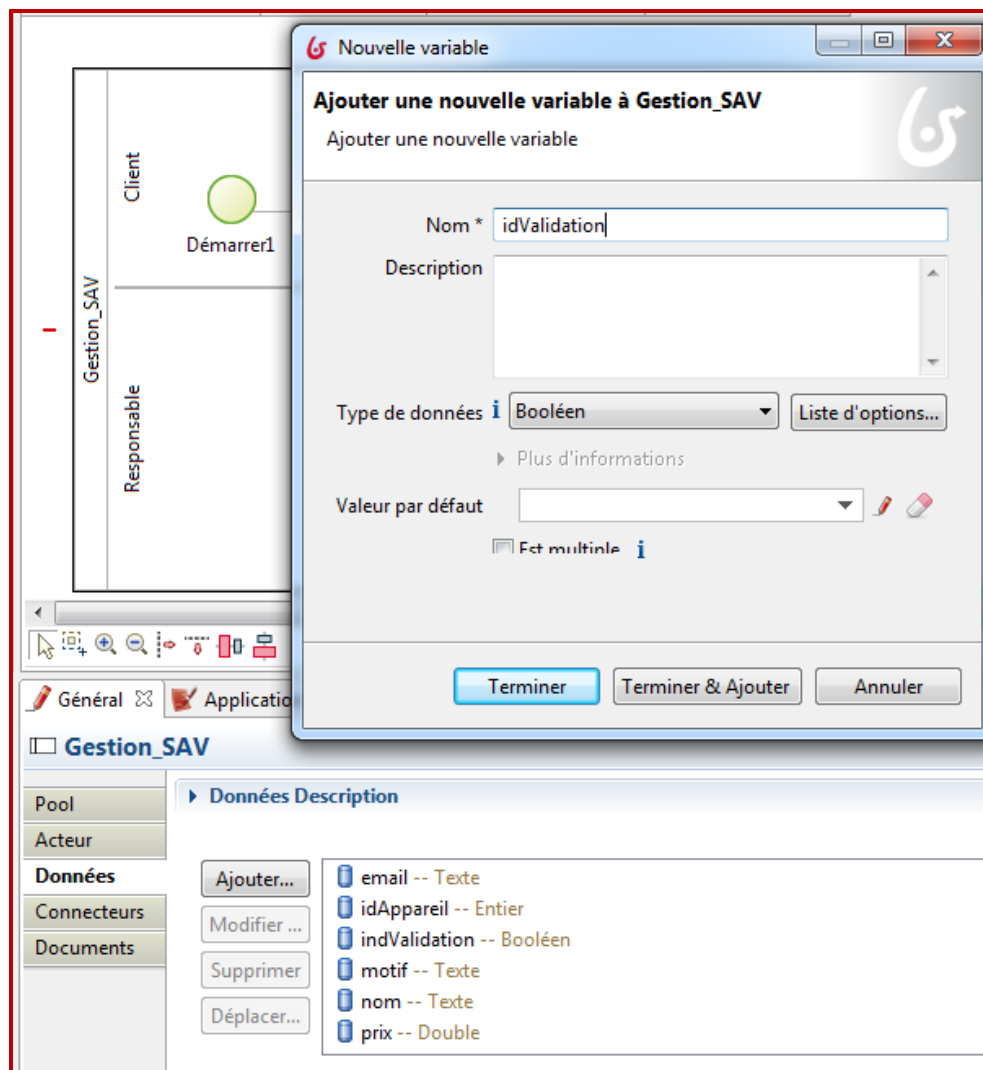 Nouvelle variable
Ajouter une nouvelle variable à Gestion_SAV
Ajouter une nouvelle variable
Nom * idValidation
Description
Type de données Booléen Liste d'options...
Plus d'informations
Valeur par défaut
Est multiple
Terminer Terminer & Ajouter Annuler
Gestion_SAV
Client
Démarrer1
Responsable
Général Applicatio
Gestion_SAV
Pool
Acteur
Données
Connecteurs
Documents
Données Description
Ajouter...
Modifier ...
Supprimer
Déplacer...
email -- Texte
idAppareil -- Entier
indValidation -- Booléen
motif -- Texte
nom -- Texte
prix -- Double